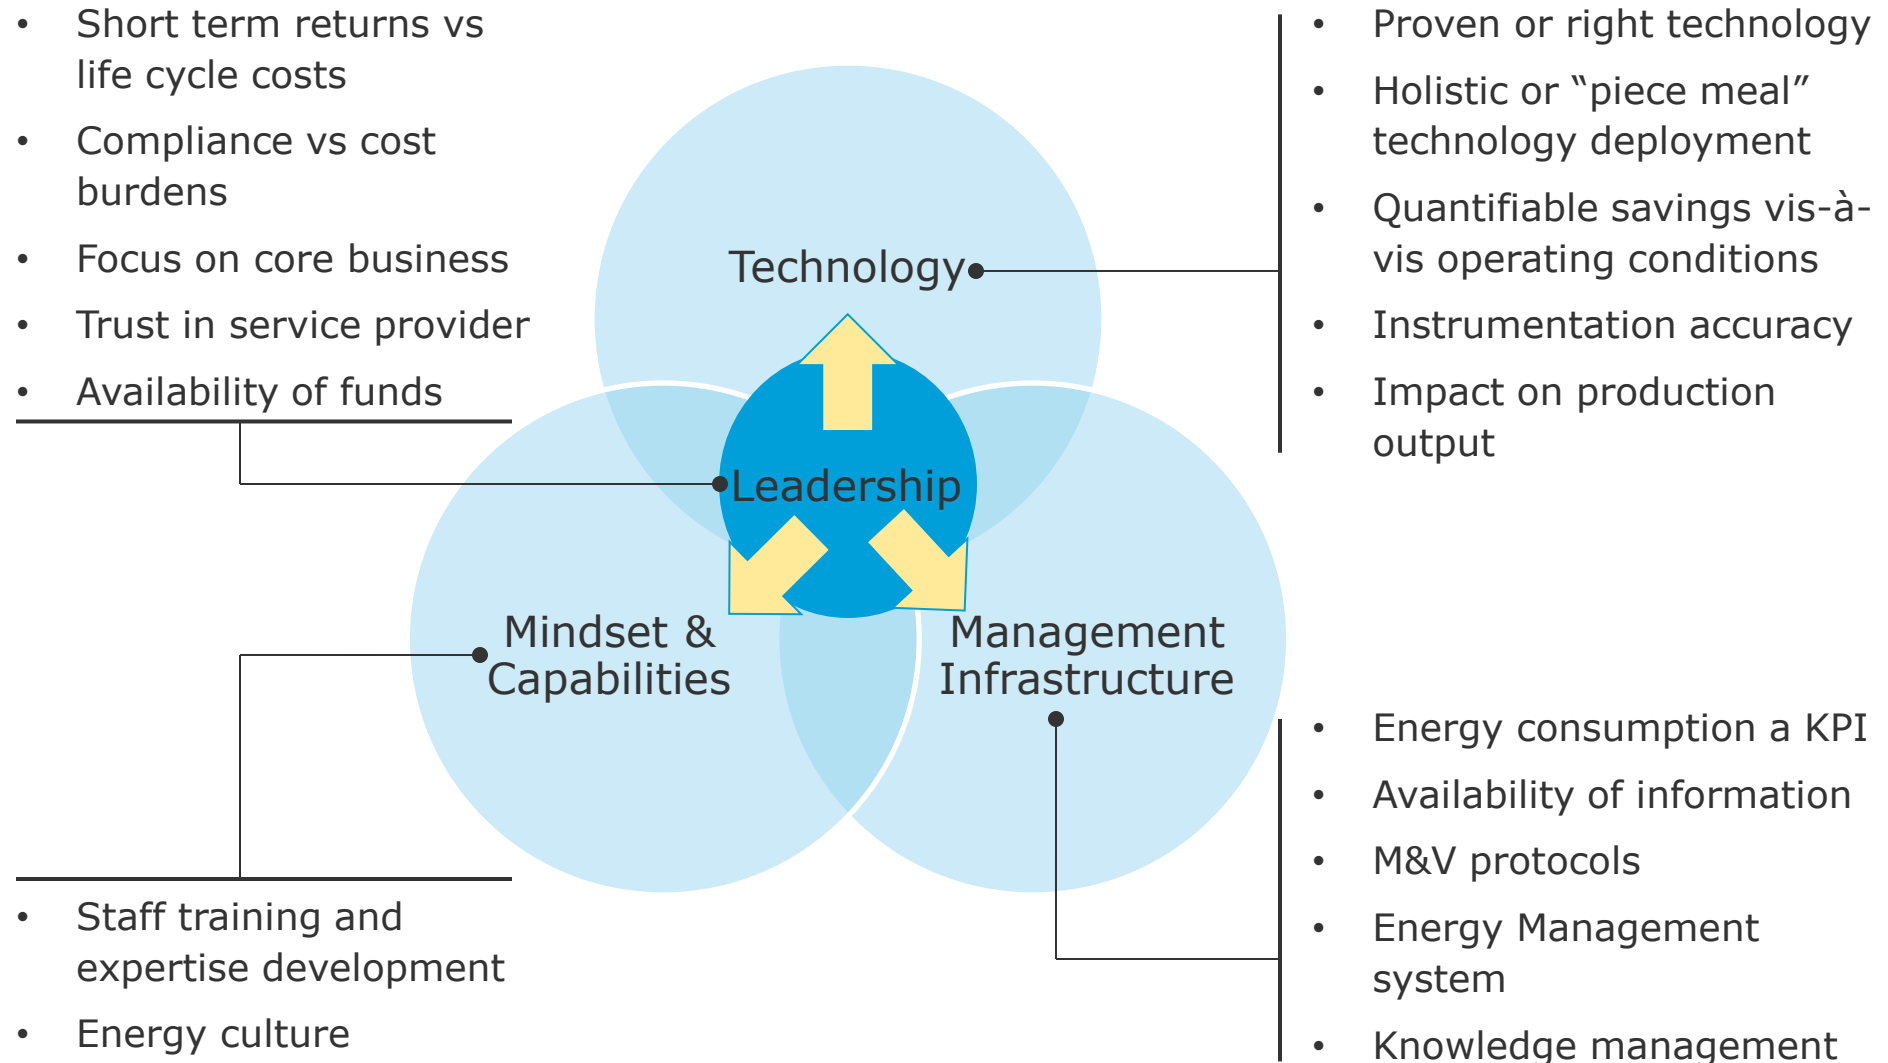 • Short term returns vs
life cycle costs
• Compliance vs cost
burdens
• Focus on core business
• Trust in service provider
• Availability of funds
• Proven or right technology
• Holistic or “piece meal”
technology deployment
• Quantifiable savings vis-à-
vis operating conditions
• Instrumentation accuracy
• Impact on production
output
Technology
Leadership
Mindset &
Capabilities
Management
Infrastructure
• Staff training and
expertise development
• Energy culture
• Energy consumption a KPI
• Availability of information
• M&V protocols
• Energy Management
system
• Knowledge management